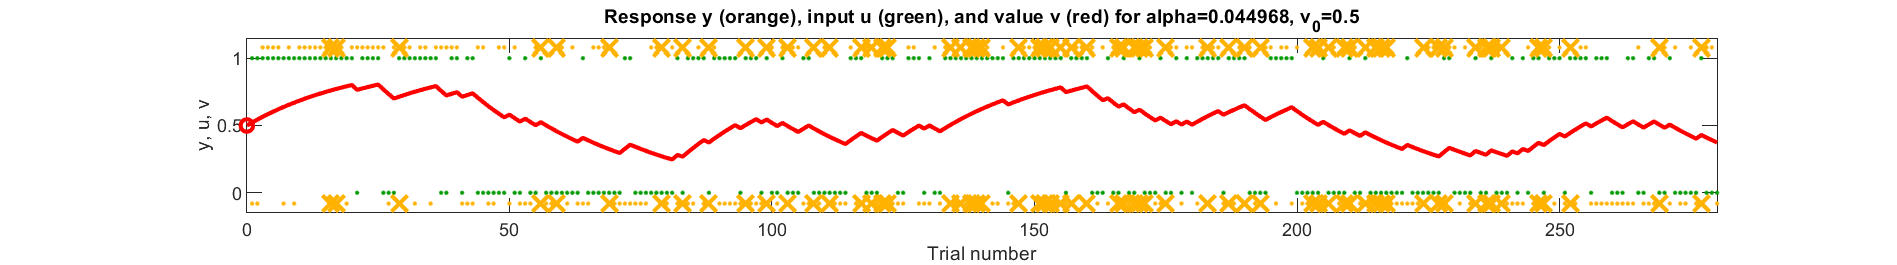 Response y (orange), input u (green), and value v (red) for alpha=0.044968, v0=0.5
1
0.5
0
y, u, v
0 50 100 150 200 250
Trial number